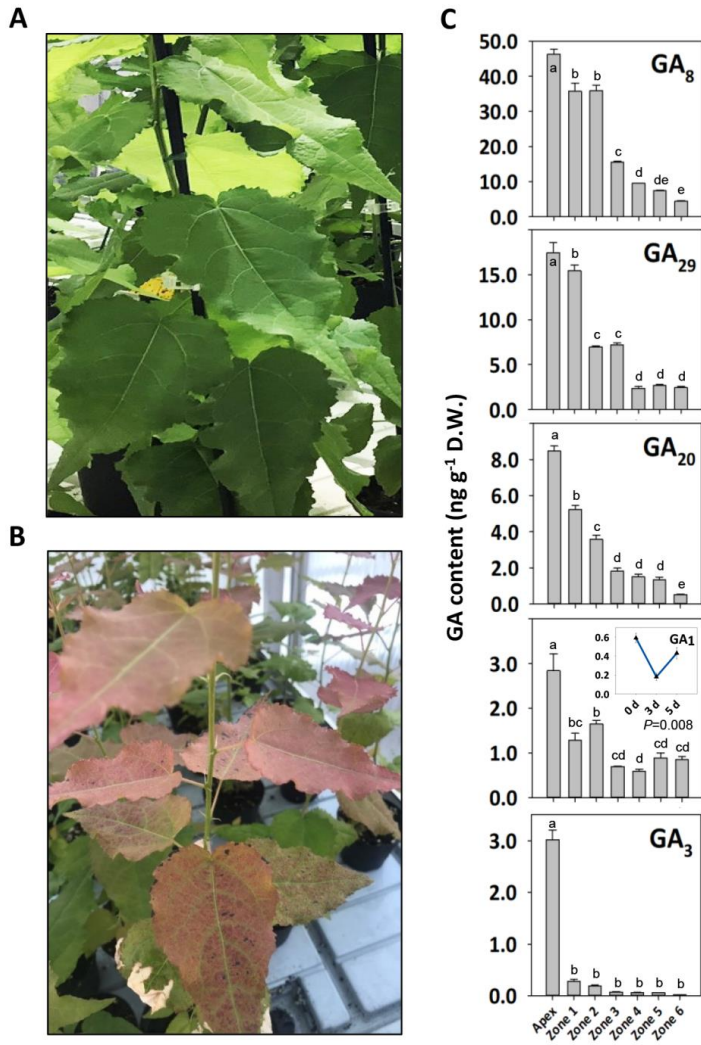 A
B
C
GA content (ng g-1 D.W.)
50.0
40.0
30.0
20.0
10.0
0.0
GA8
a
b
b
c
d
de
e
15.0
10.0
5.0
0.0
GA29
a
b
c
c
d
d
d
8.0
6.0
4.0
2.0
0.0
GA20
a
b
c
d
d
d
e
3.0
2.0
1.0
0.0
a
bc
b
cd
d
cd
cd
0.6
0.4
0.2
0.0
GA1
0 d
3 d
5 d
P=0.008
3.0
2.0
1.0
0.0
GA3
a
b
b
b
b
b
b
Apex
Zone 1
Zone 2
Zone 3
Zone 4
Zone 5
Zone 6